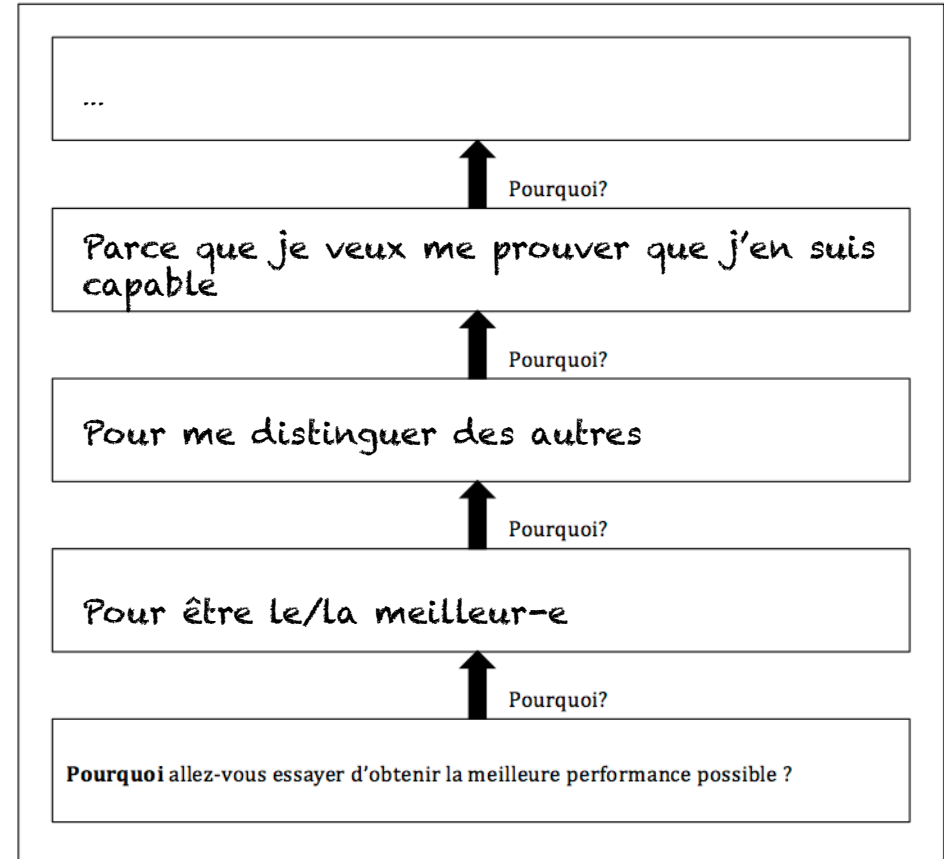 ...
Pourquoi?
Parce que je veux me prouver que j'en suis
capable
Pourquoi?
Pour me distinguer des autres
Pourquoi?
Pour être le/la meilleur-e
Pourquoi?
Pourquoi allez-vous essayer d'obtenir la meilleure performance possible ?